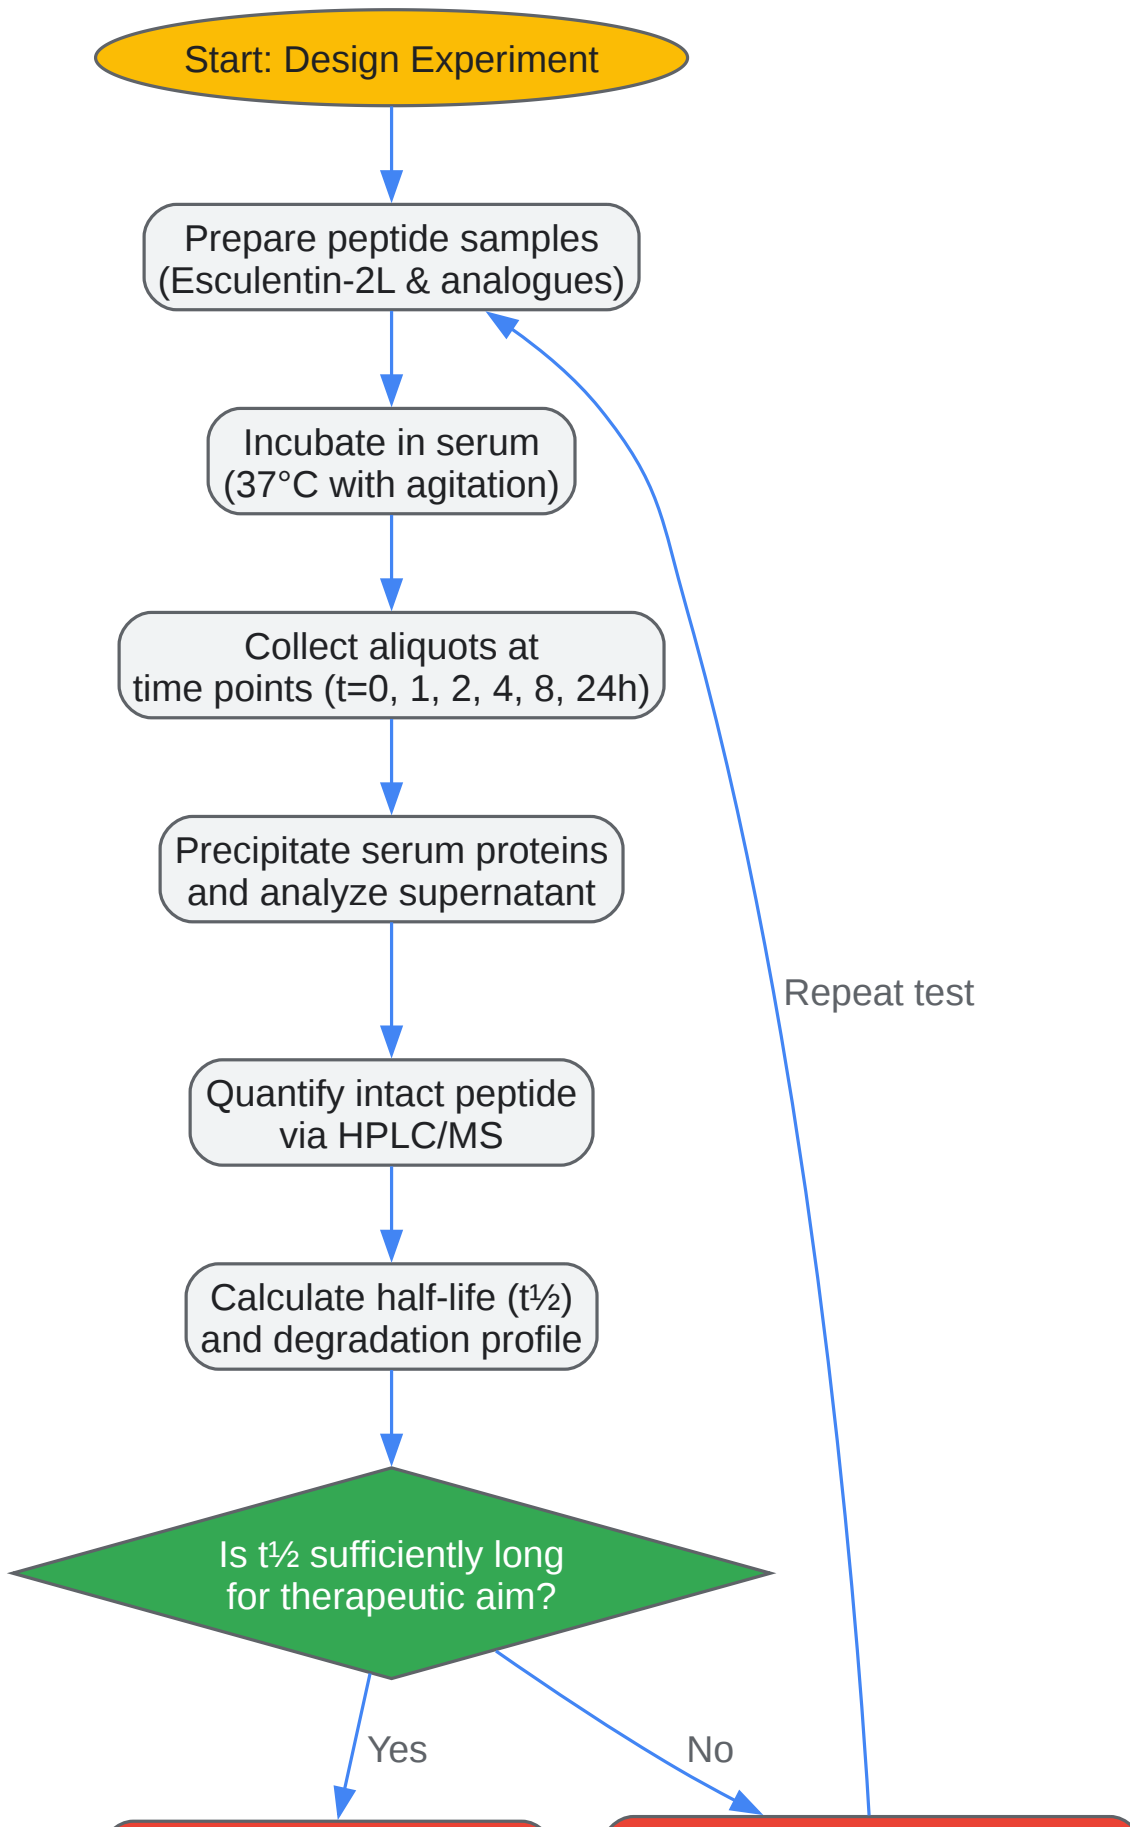 Start: Design Experiment
Prepare peptide samples
(Esculentin-2L & analogues)
Incubate in serum
(37°C with agitation)
Collect aliquots at
time points (t=0, 1, 2, 4, 8, 24h)
Precipitate serum proteins
and analyze supernatant
Repeat test
Quantify intact peptide
via HPLC/MS
Calculate half-life (t½)
and degradation profile
Is t½ sufficiently long
for therapeutic aim?
Yes
No